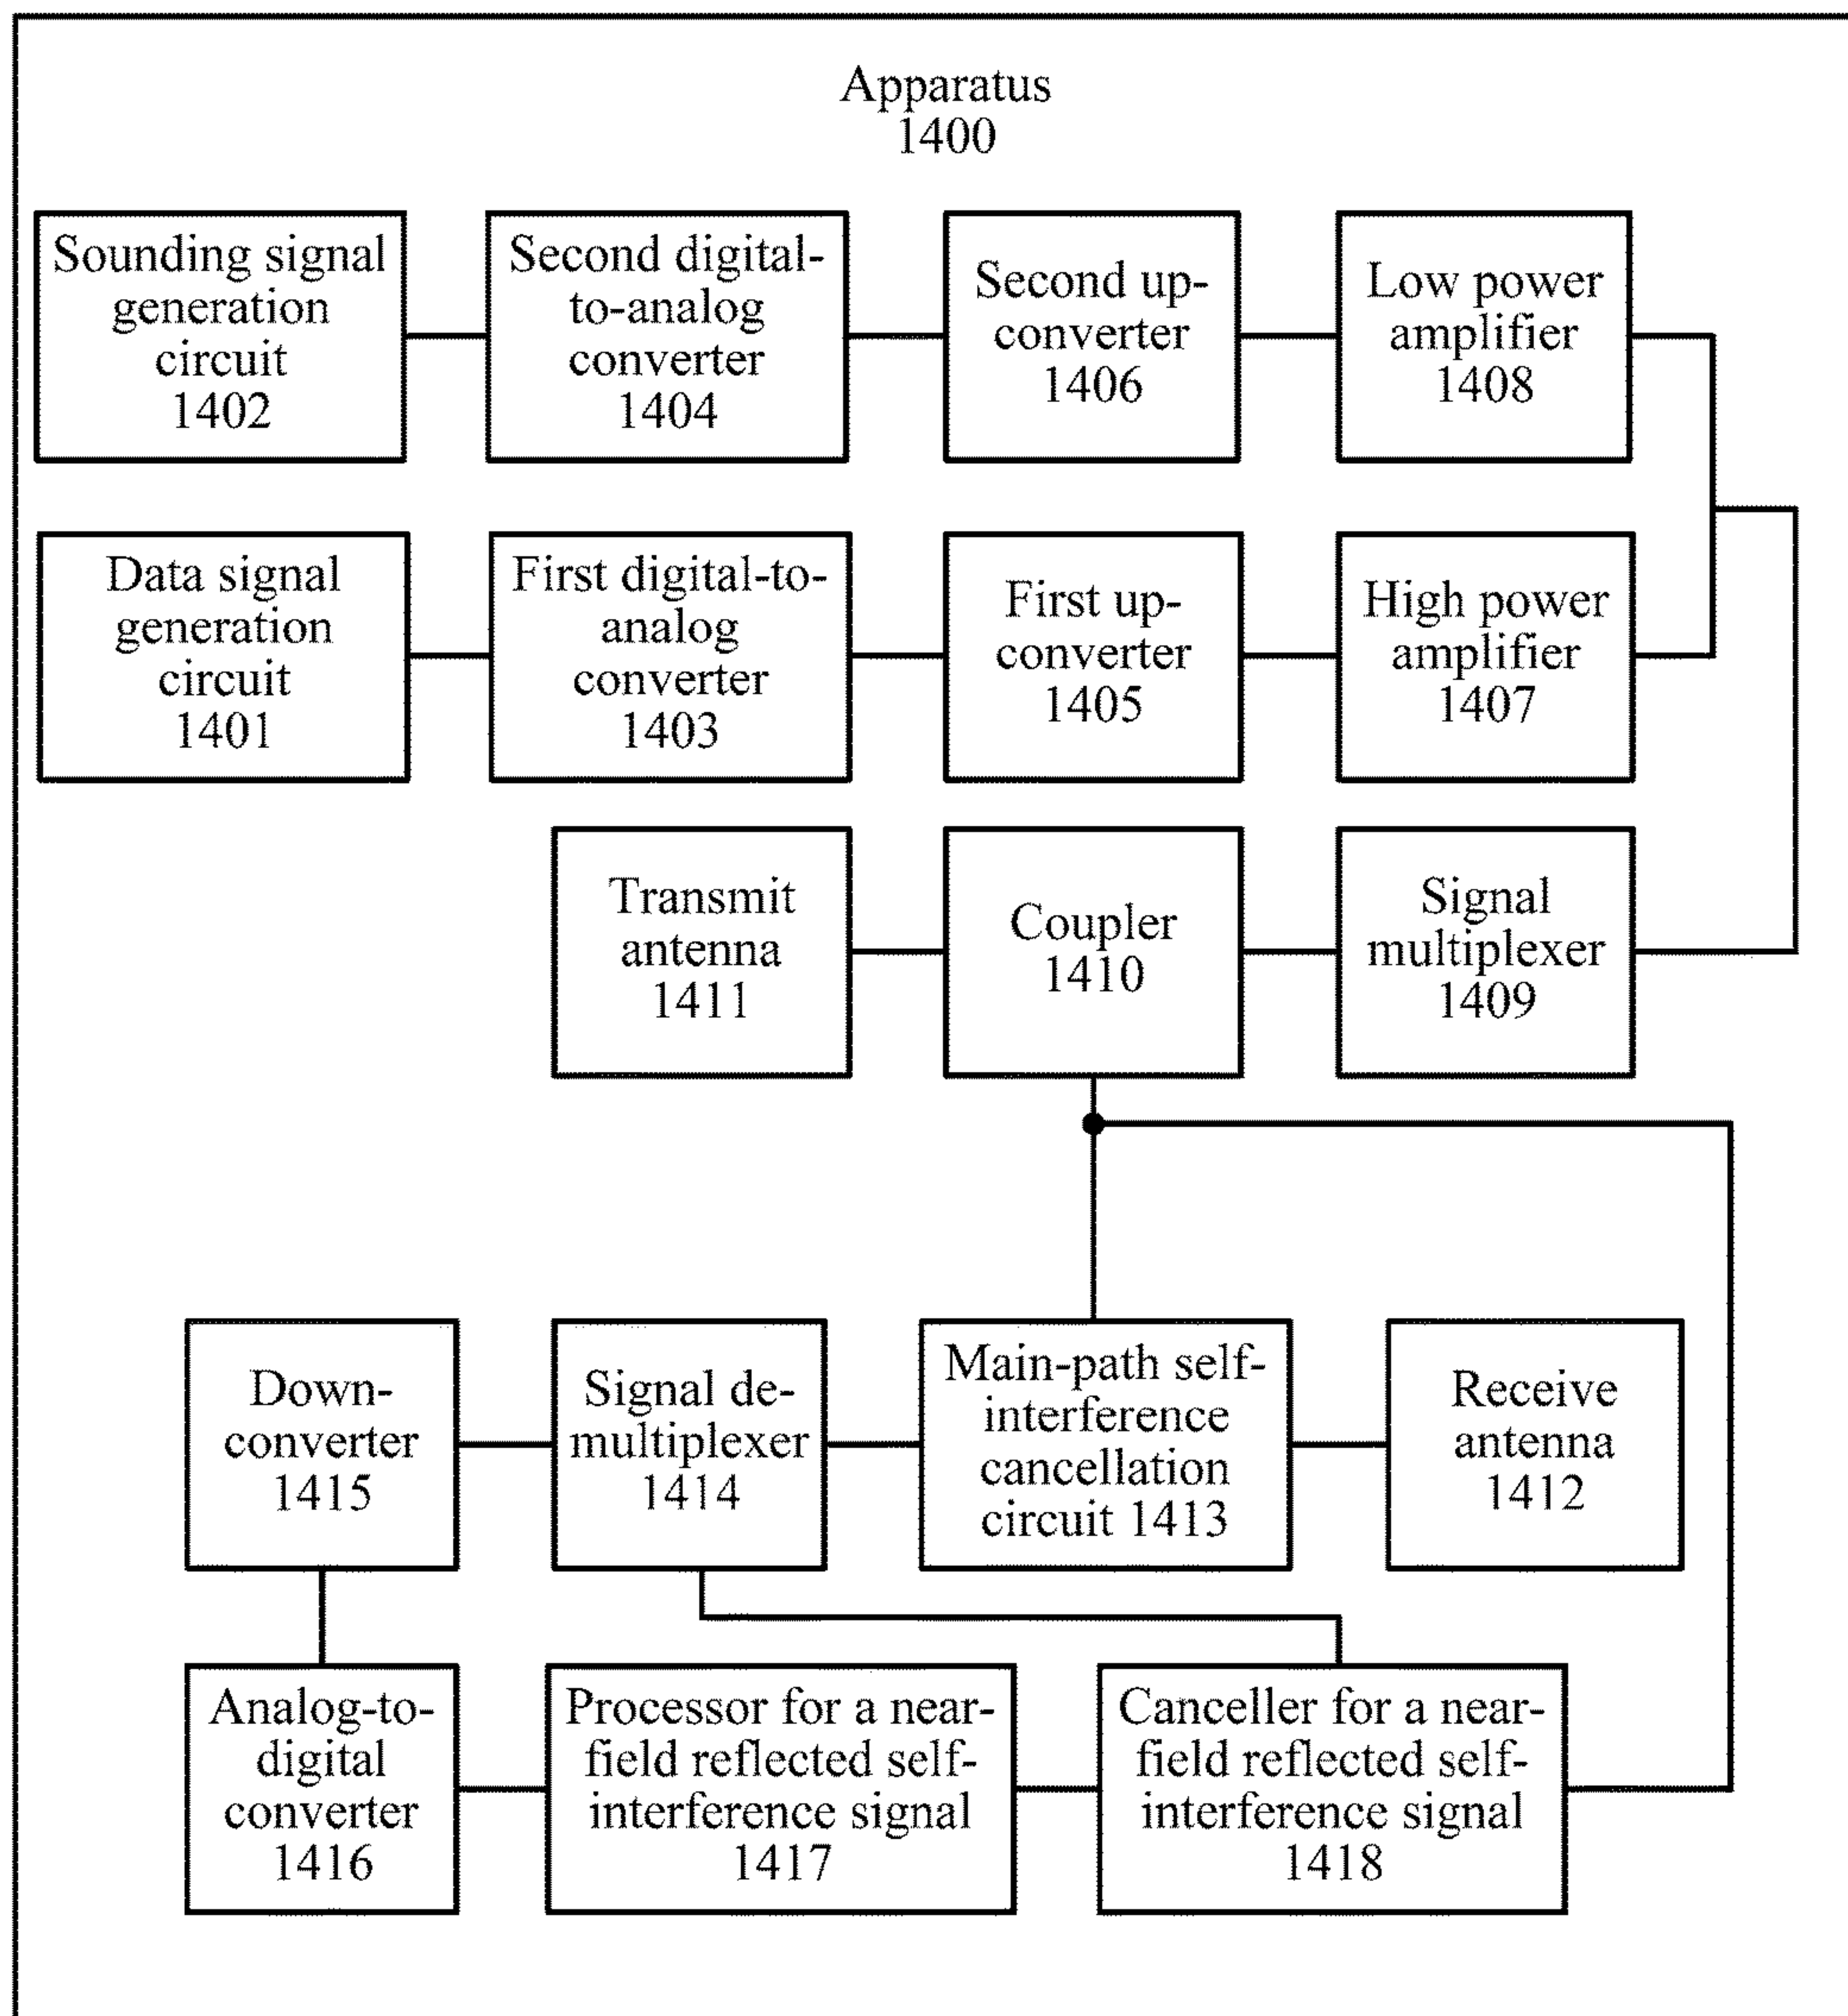 Apparatus
1400
Sounding signal
generation
circuit
1402
Second digital-
to-analog
converter
1404
Second up-
converter
1406
Low power
amplifier
1408
Data signal
generation
circuit
1401
First digital-to-
analog
converter
1403
First up-
converter
1405
High power
amplifier
1407
Transmit
antenna
1411
Coupler
1410
Signal
multiplexer
1409
Down-
converter
1415
Signal de-
multiplexer
1414
Main-path self-
interference
cancellation
circuit 1413
Receive
antenna
1412
Analog-to-
digital
converter
1416
Processor for a near-
field reflected self-
interference signal
1417
Canceller for a near-
field reflected self-
interference signal
1418